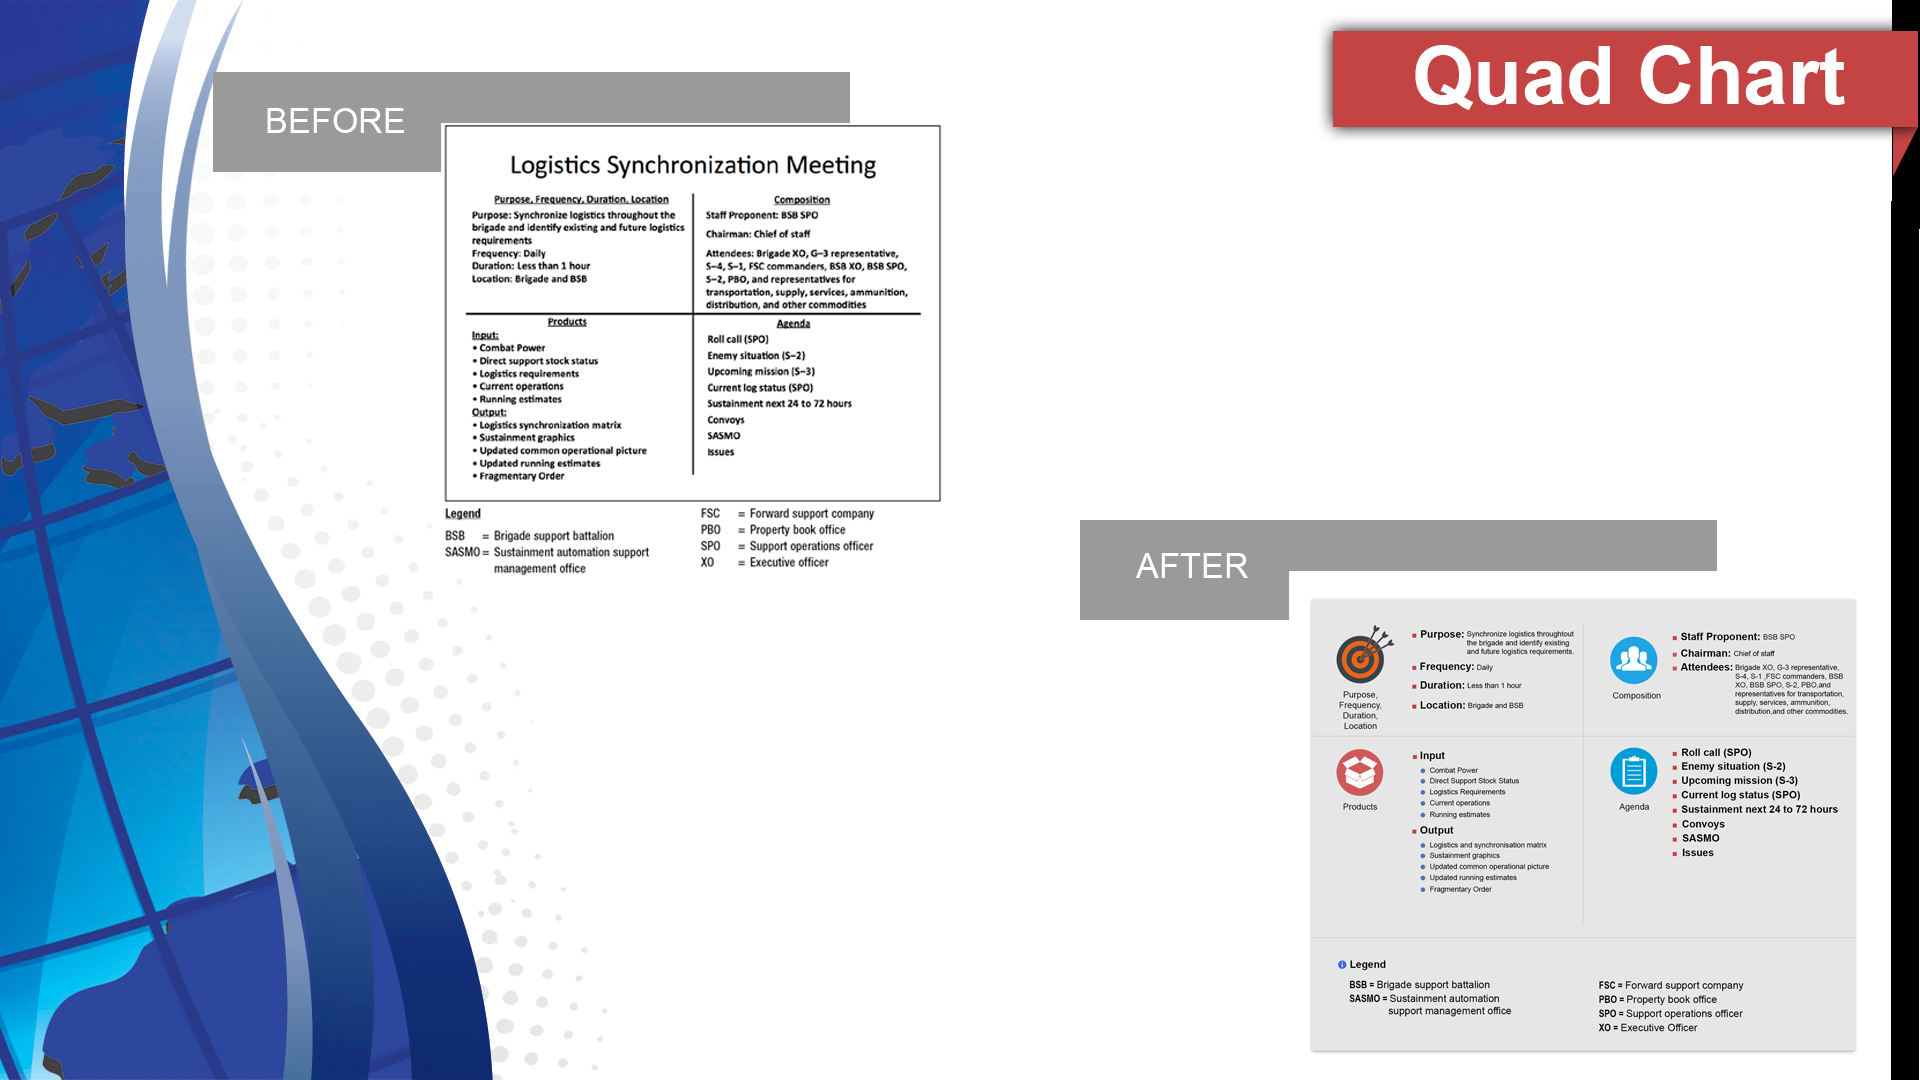 Quad Chart
BEFORE
Logistics Synchronization Meeting
Purpose, Frequency, Duration, Location
Purpose: Synchronize logistics throughout the
brigade and identify existing and future logistics
requirements
Frequency: Daily
Duration: Less than 1 hour
Location: Brigade and BSB
Composition
Staff Proponent: BSB SPO
Chairman: Chief of staff
Attendees: Brigade XO, G–3 representative,
S–4, S–1, FSC commanders, BSB XO, BSB SPO,
S–2, PBO, and representatives for
transportation, supply, services, ammunition,
distribution, and other commodities
Products
Input:
• Combat Power
• Direct support stock status
• Logistics requirements
• Current operations
• Running estimates
Output:
• Logistics synchronization matrix
• Sustainment graphics
• Updated common operational picture
• Updated running estimates
• Fragmentary Order
Agenda
Roll call (SPO)
Enemy situation (S–2)
Upcoming mission (S–3)
Current log status (SPO)
Sustainment next 24 to 72 hours
Convoys
SASMO
Issues
Legend
BSB = Brigade support battalion
SASMO = Sustainment automation support
management office
FSC = Forward support company
PBO = Property book office
SPO = Support operations officer
XO = Executive officer
AFTER
Purpose,
Frequency,
Duration,
Location
Purpose: Synchronize logistics throughtout
the brigade and identify existing
and future logistics requirements.
Frequency: Daily
Duration: Less than 1 hour
Location: Brigade and BSB
Composition
Staff Proponent: BSB SPO
Chairman: Chief of staff
Attendees: Brigade XO, G-3 representative,
S-4, S-1 ,FSC commanders, BSB
XO, BSB SPO, S-2, PBO,and
representatives for transportation,
supply, services, ammunition,
distribution,and other commodities.
Products
Input
Combat Power
Direct Support Stock Status
Logistics Requirements
Current operations
Running estimates
Output
Logistics and synchronisation matrix
Sustainment graphics
Updated common operational picture
Updated running estimates
Fragmentary Order
Agenda
Roll call (SPO)
Enemy situation (S-2)
Upcoming mission (S-3)
Current log status (SPO)
Sustainment next 24 to 72 hours
Convoys
SASMO
Issues
i Legend
BSB = Brigade support battalion
SASMO = Sustainment automation
support management office
FSC = Forward support company
PBO = Property book office
SPO = Support operations officer
XO = Executive Officer